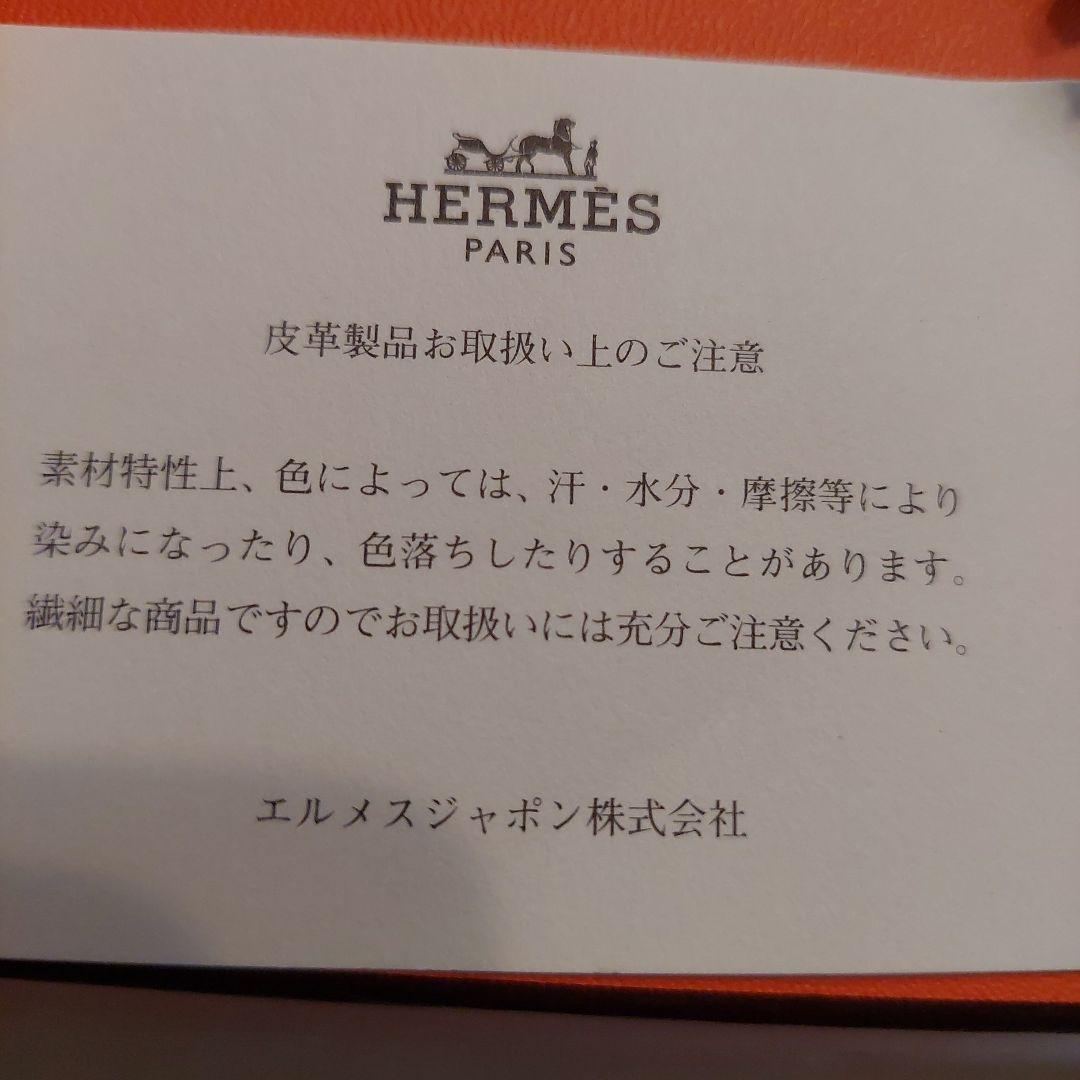 HERMÈS
PARIS
皮革製品お取扱い上のご注意
素材特性上、色によっては、汗・水分・摩擦等により
染みになったり、色落ちしたりすることがあります。
繊細な商品ですのでお取扱いには充分ご注意ください。
エルメスジャポン株式会社